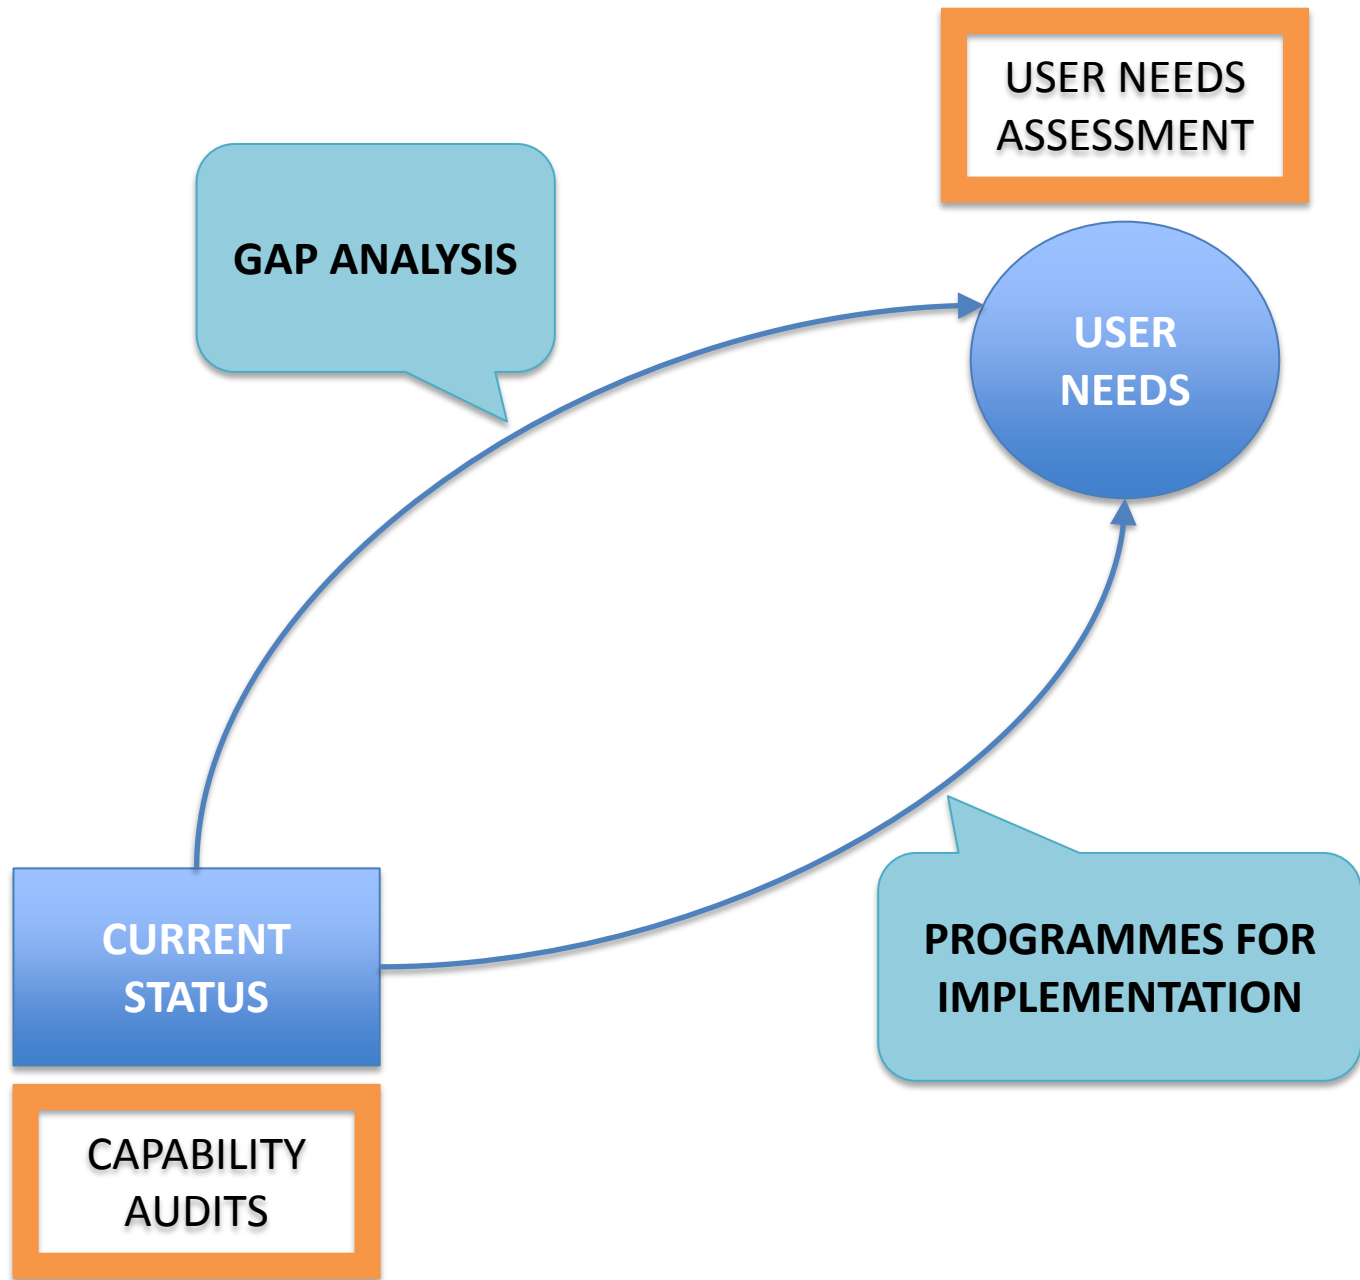 USER NEEDS
ASSESSMENT
GAP ANALYSIS
USER
NEEDS
CURRENT
STATUS
PROGRAMMES FOR
IMPLEMENTATION
CAPABILITY
AUDITS